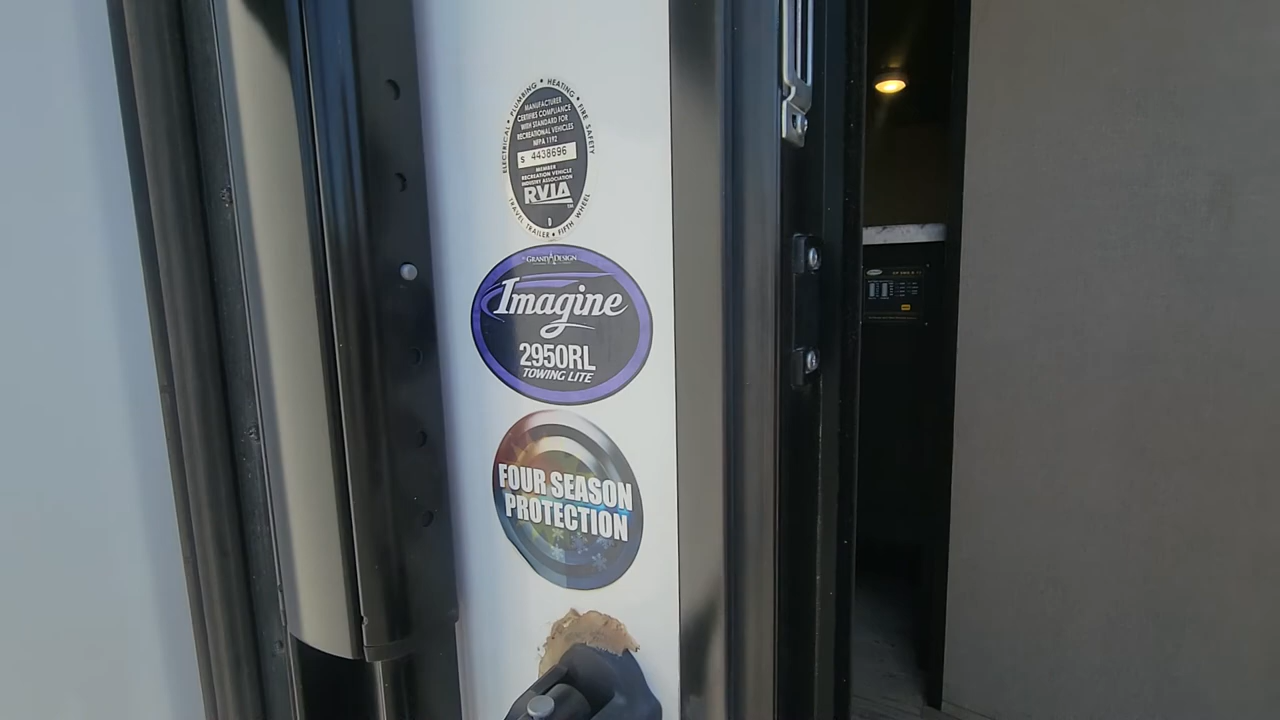 ELECTRICAL • PLUMBING • HEATING • FIRE SAFETY
MANUFACTURER
CERTIFIES COMPLIANCE
WITH STANDARD FOR
RECREATIONAL VEHICLES
NFPA 1192
S 4438696
MEMBER
RECREATION VEHICLE
INDUSTRY ASSOCIATION
RVIA
TM
TRAVEL TRAILER • FIFTH WHEEL
GRAND DESIGN
Imagine
2950RL
TOWING LITE
FOUR SEASON
PROTECTION